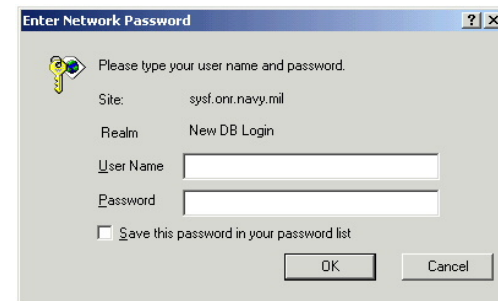 Enter Network Password
Please type your user name and password.
Site: sysf.onr.navy.mil
Realm New DB Login
User Name
Password
Save this password in your password list
OK Cancel